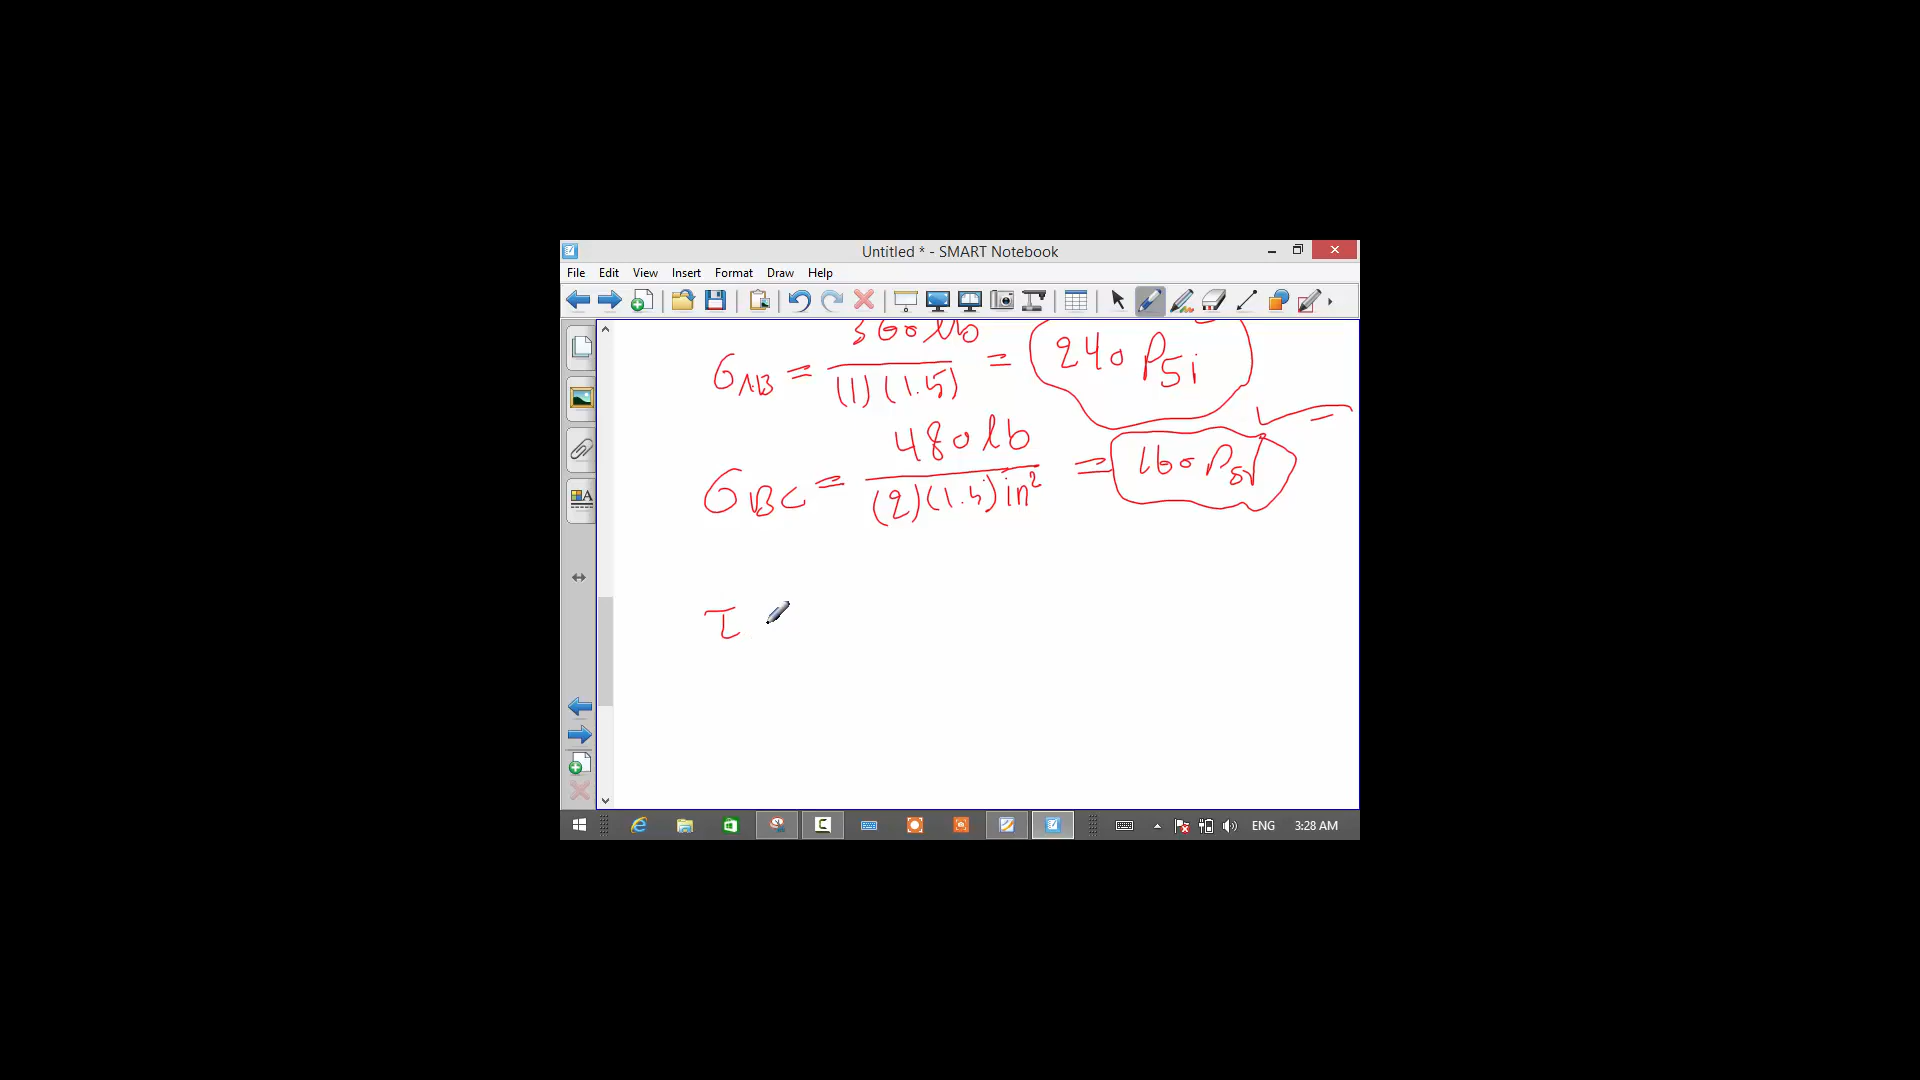 Untitled * - SMART Notebook
File Edit View Insert Format Draw Help
360 lb
σAB = ——— = 240 Psi
(1)(1.5)
480 lb
σBC = ——— = 160 Psi
(2)(1.5) in²
τ
ENG 3:28 AM